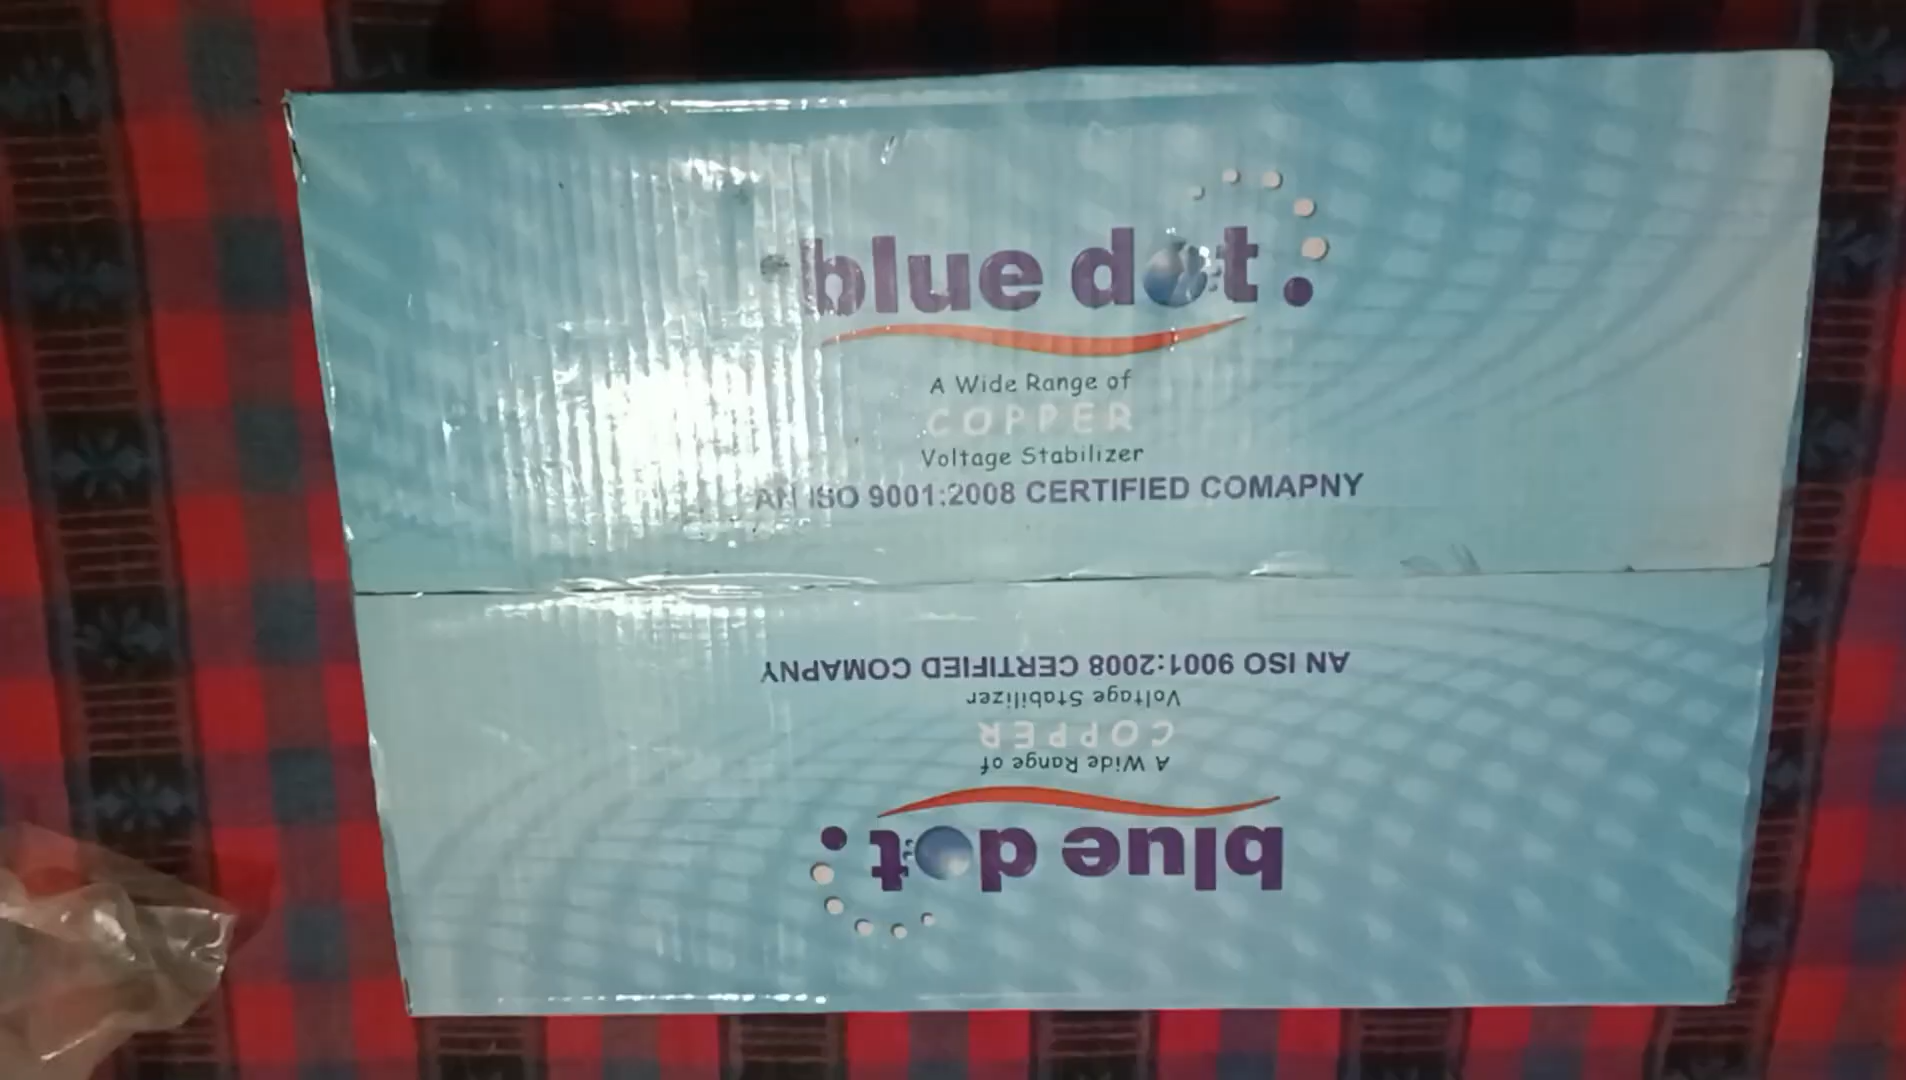 blue dot.
A Wide Range of
COPPER
Voltage Stabilizer
AN ISO 9001:2008 CERTIFIED COMAPNY
AN ISO 9001:2008 CERTIFIED COMAPNY
Voltage Stabilizer
COPPER
A Wide Range of
blue dot.